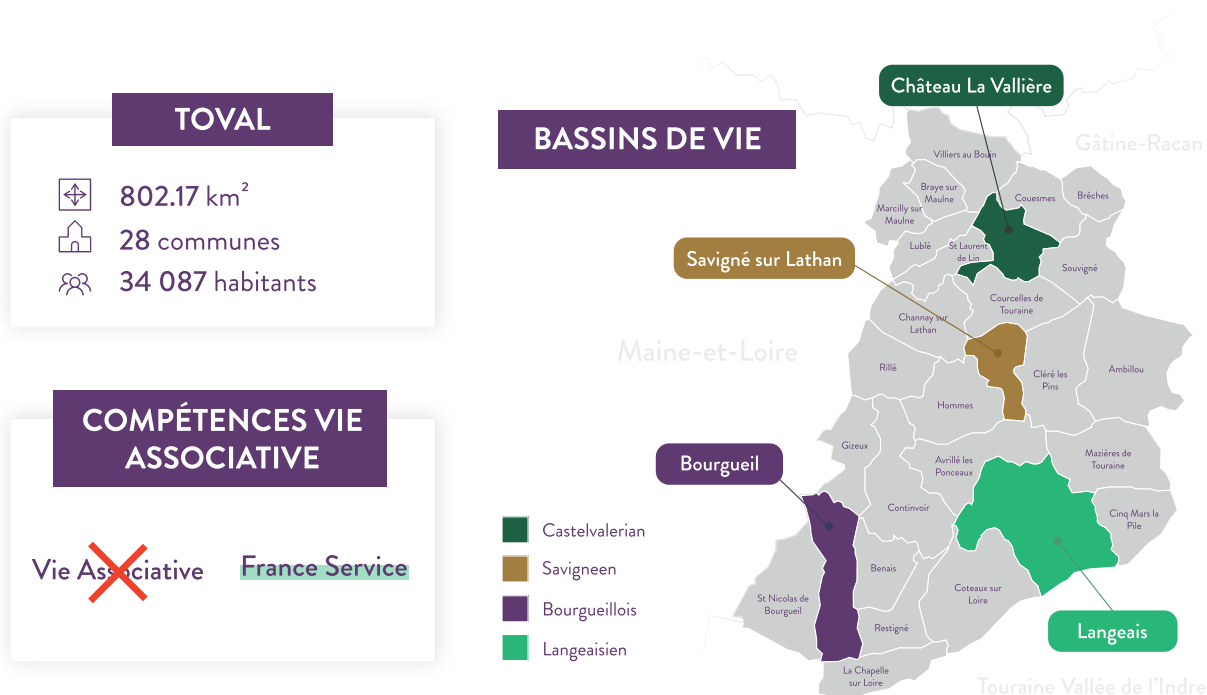 TOVAL
802.17 km²
28 communes
34 087 habitants
COMPÉTENCES VIE
ASSOCIATIVE
Vie Associative
France Service
BASSINS DE VIE
Castelvalerian
Savigneen
Bourgueillois
Langeaisien
Château La Vallière
Gâtine-Racan
Villiers au Bouin
Braye sur
Maulne
Couesmes
Brèches
Marcilly sur
Maulne
Lublé
St Laurent
de Lin
Souvigné
Savigné sur Lathan
Courcelles de
Touraine
Channay sur
Lathan
Maine-et-Loire
Rillé
Cléré les
Pins
Ambillou
Hommes
Gizeux
Bourgueil
Avrillé les
Ponceaux
Mazières de
Touraine
Continvoir
Cinq Mars la
Pile
Benais
Coteaux sur
Loire
St Nicolas de
Bourgueil
Restigné
Langeais
La Chapelle
sur Loire
Touraine Vallée de l'Indre